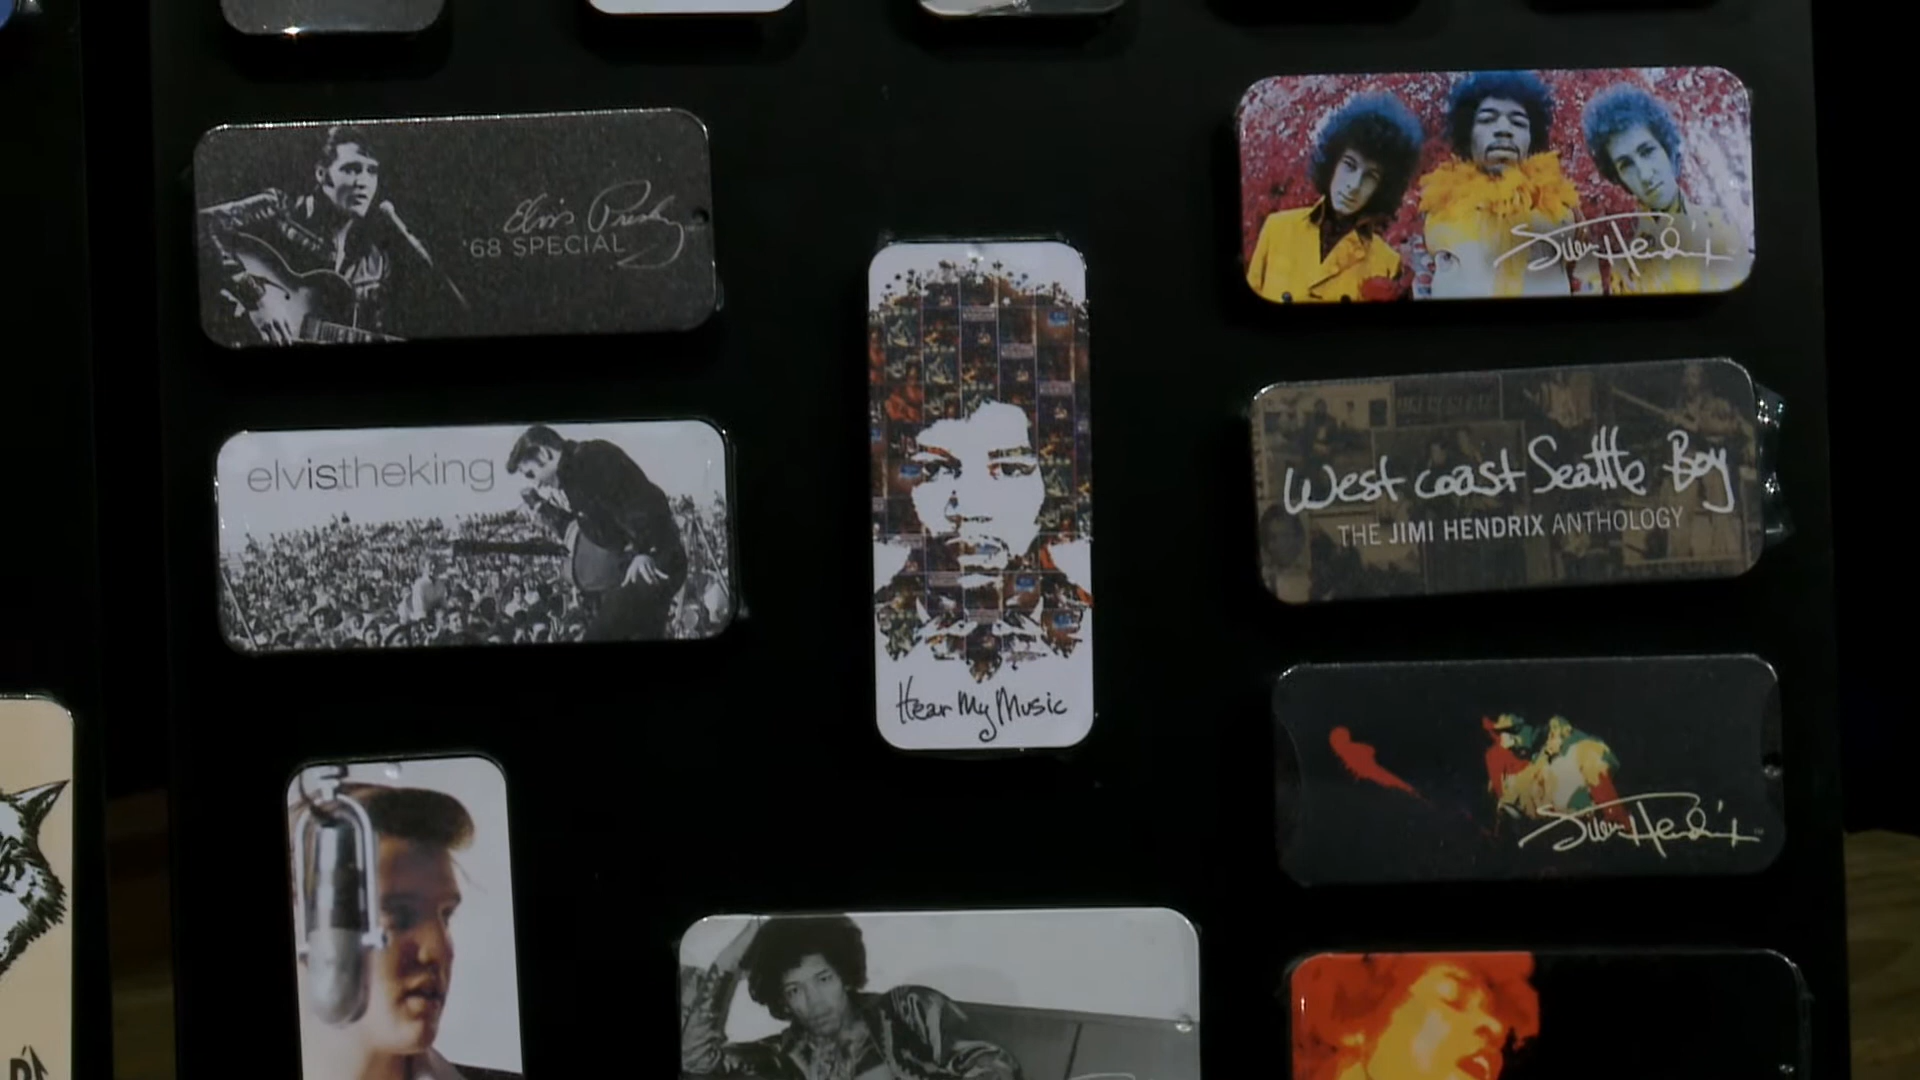 Elvis Presley
'68 SPECIAL
elvistheking
Hear My Music
Jimi Hendrix
West coast Seattle Boy
THE JIMI HENDRIX ANTHOLOGY
Jimi Hendrix